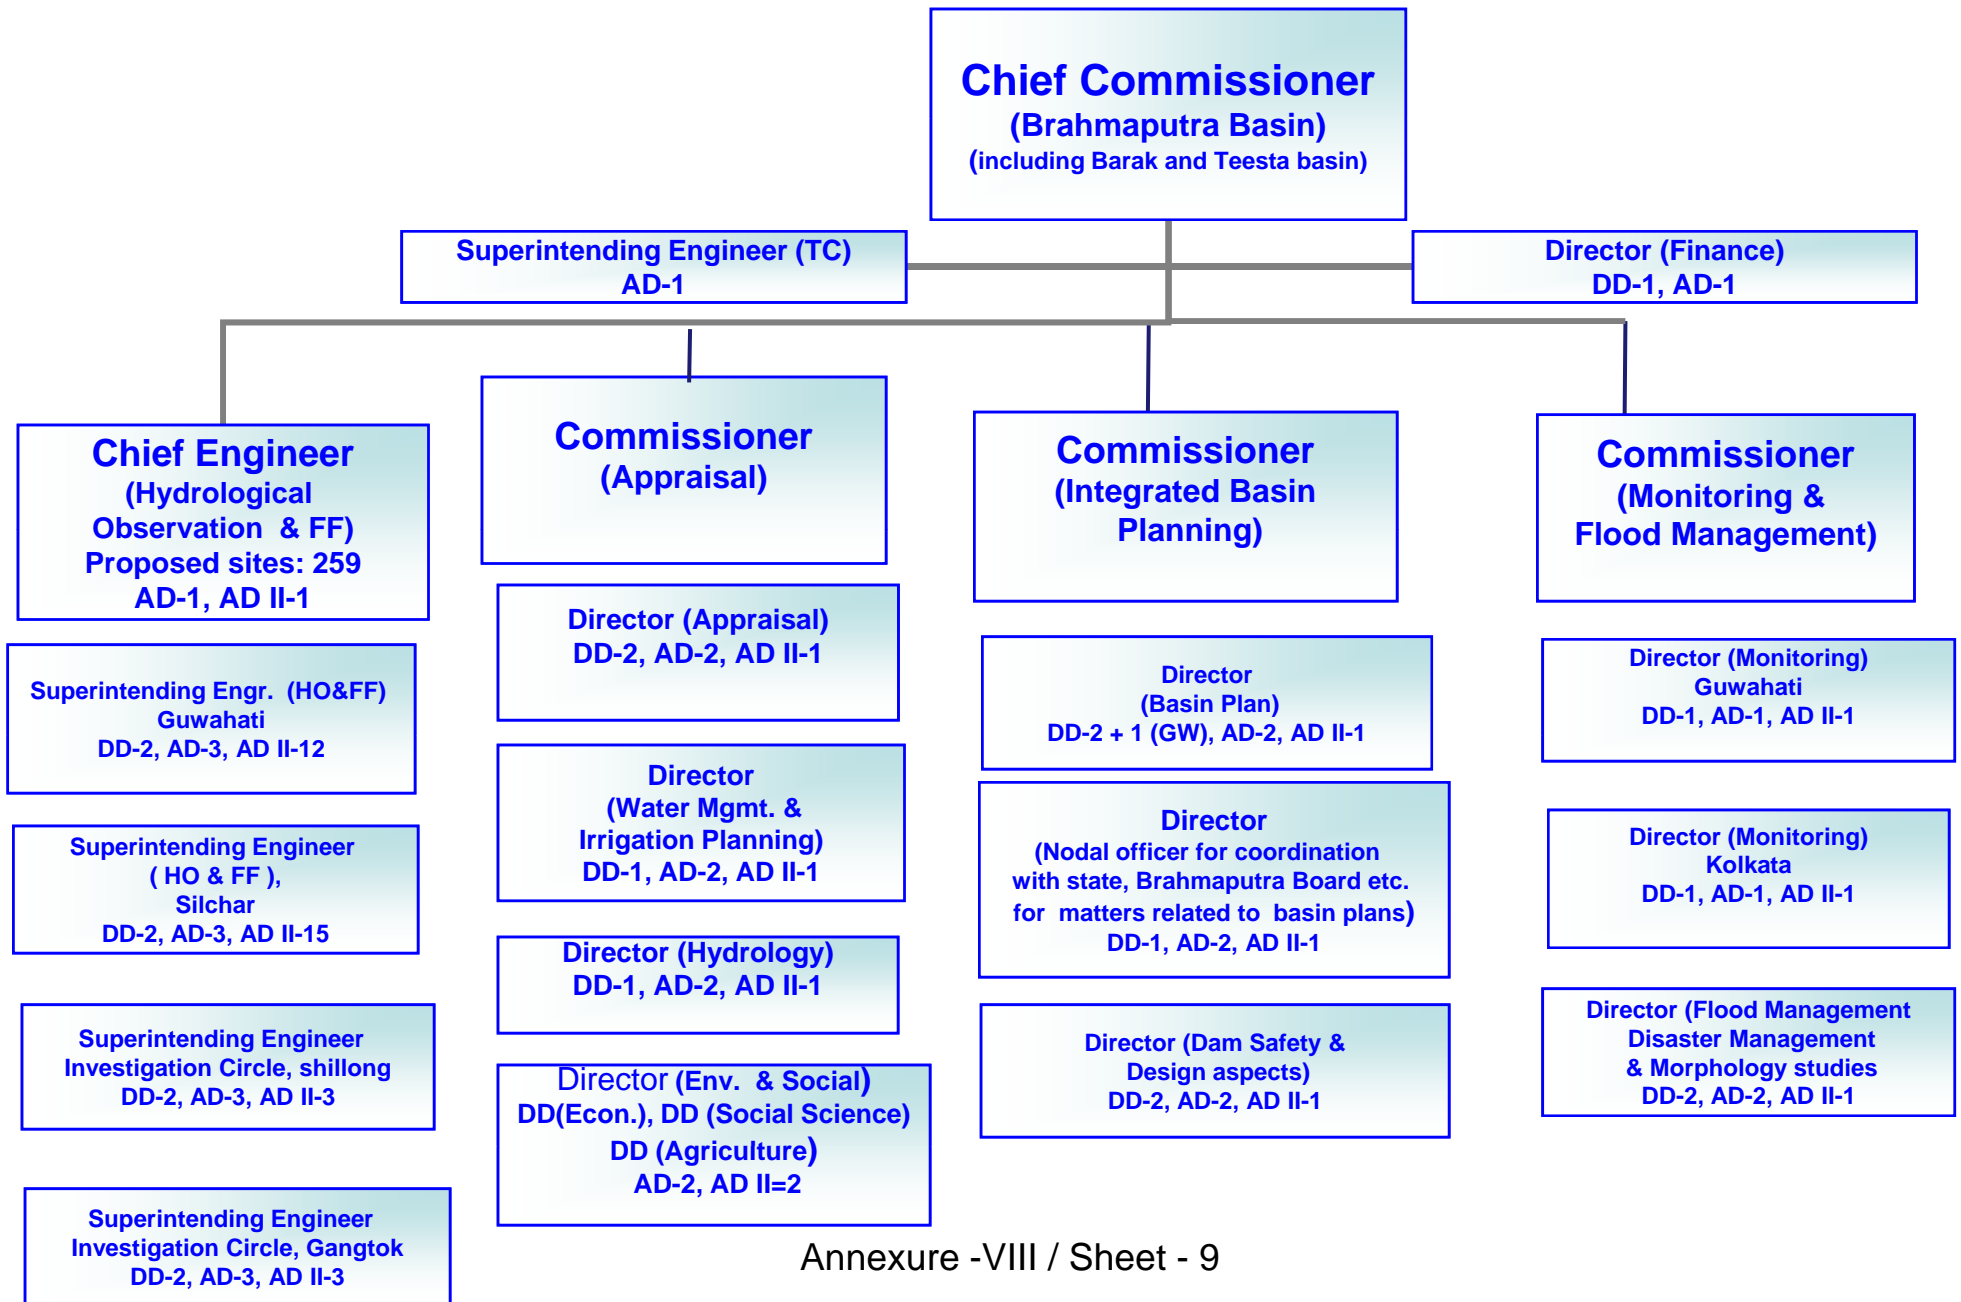 Chief Commissioner
(Brahmaputra Basin)
(including Barak and Teesta basin)
Superintending Engineer (TC)
AD-1
Director (Finance)
DD-1, AD-1
Chief Engineer
(Hydrological
Observation & FF)
Proposed sites: 259
AD-1, AD II-1
Superintending Engr. (HO&FF)
Guwahati
DD-2, AD-3, AD II-12
Superintending Engineer
( HO & FF ),
Silchar
DD-2, AD-3, AD II-15
Superintending Engineer
Investigation Circle, shillong
DD-2, AD-3, AD II-3
Superintending Engineer
Investigation Circle, Gangtok
DD-2, AD-3, AD II-3
Commissioner
(Appraisal)
Director (Appraisal)
DD-2, AD-2, AD II-1
Director
(Water Mgmt. &
Irrigation Planning)
DD-1, AD-2, AD II-1
Director (Hydrology)
DD-1, AD-2, AD II-1
Director (Env. & Social)
DD(Econ.), DD (Social Science)
DD (Agriculture)
AD-2, AD II=2
Commissioner
(Integrated Basin
Planning)
Director
(Basin Plan)
DD-2 + 1 (GW), AD-2, AD II-1
Director
(Nodal officer for coordination
with state, Brahmaputra Board etc.
for matters related to basin plans)
DD-1, AD-2, AD II-1
Director (Dam Safety &
Design aspects)
DD-2, AD-2, AD II-1
Commissioner
(Monitoring &
Flood Management)
Director (Monitoring)
Guwahati
DD-1, AD-1, AD II-1
Director (Monitoring)
Kolkata
DD-1, AD-1, AD II-1
Director (Flood Management
Disaster Management
& Morphology studies
DD-2, AD-2, AD II-1
Annexure -VIII / Sheet - 9